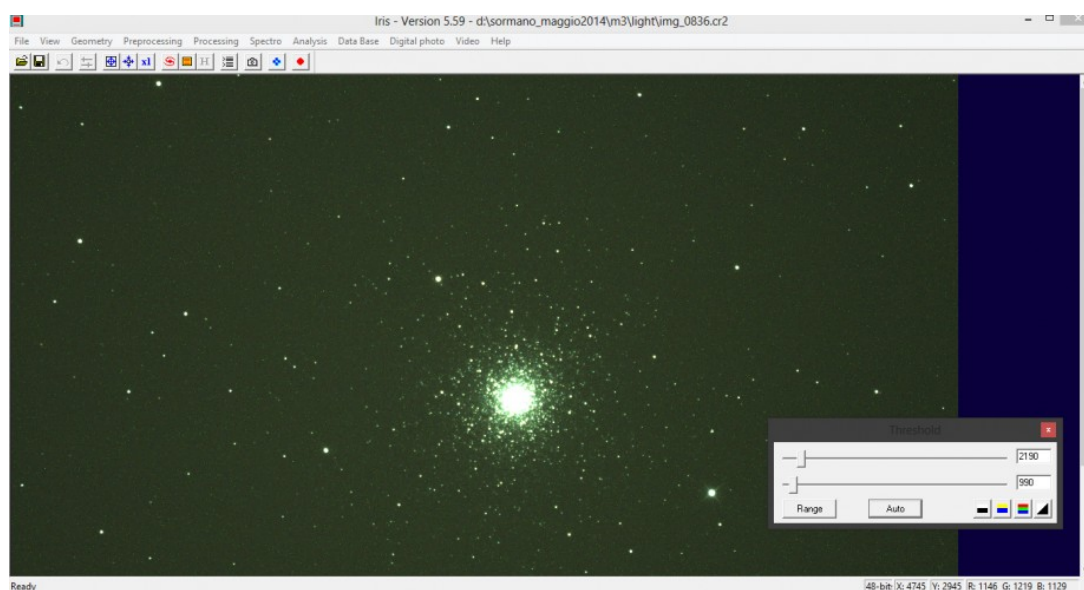 Iris - Version 5.59 - d:\sormano_maggio2014\m3\light\img_0836.cr2
File View Geometry Preprocessing Processing Spectro Analysis Data Base Digital photo Video Help
x1 H
Threshold
2190
990
Range Auto
Ready 48-bit: X: 4745 Y: 2945 R: 1146 G: 1219 B: 1129